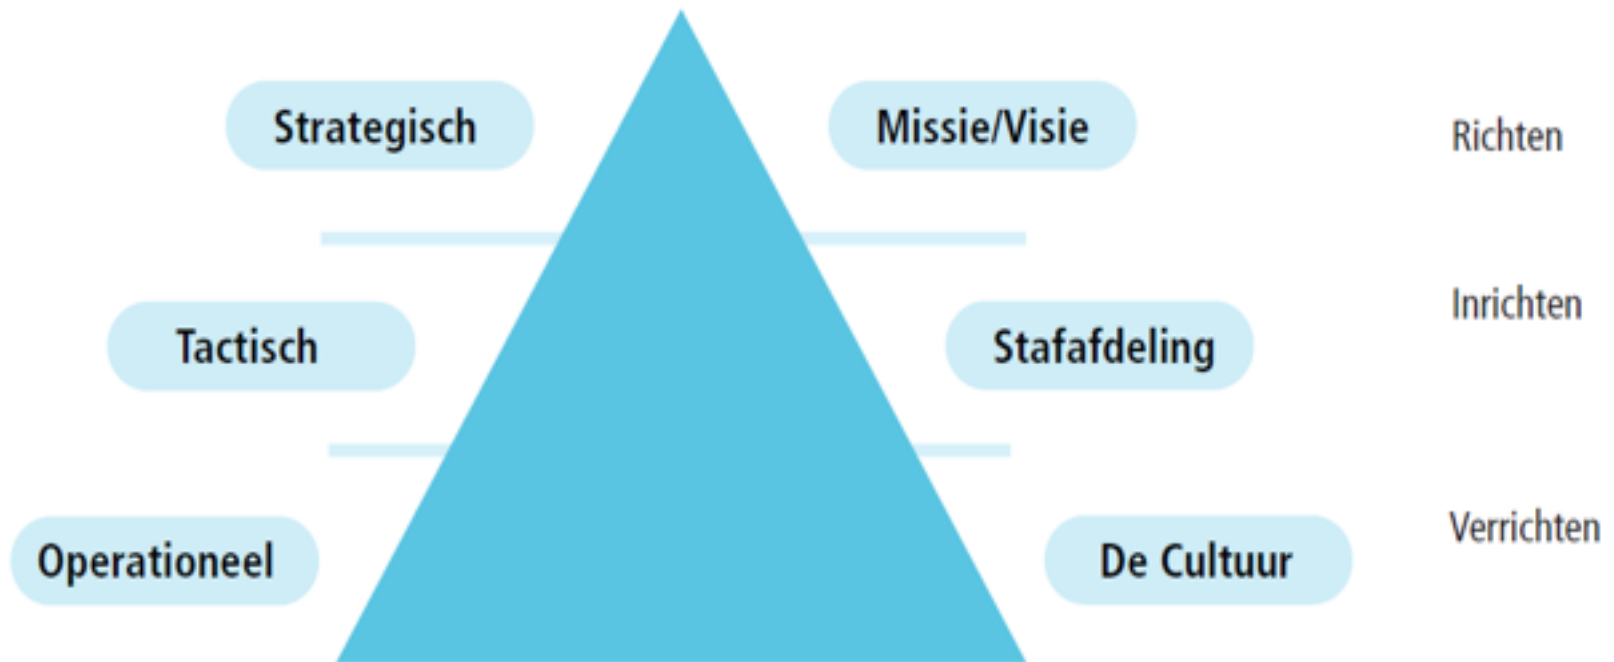 Strategisch
Missie/Visie
Richten
Inrichten
Tactisch
Stafafdeling
Verrichten
Operationeel
De Cultuur